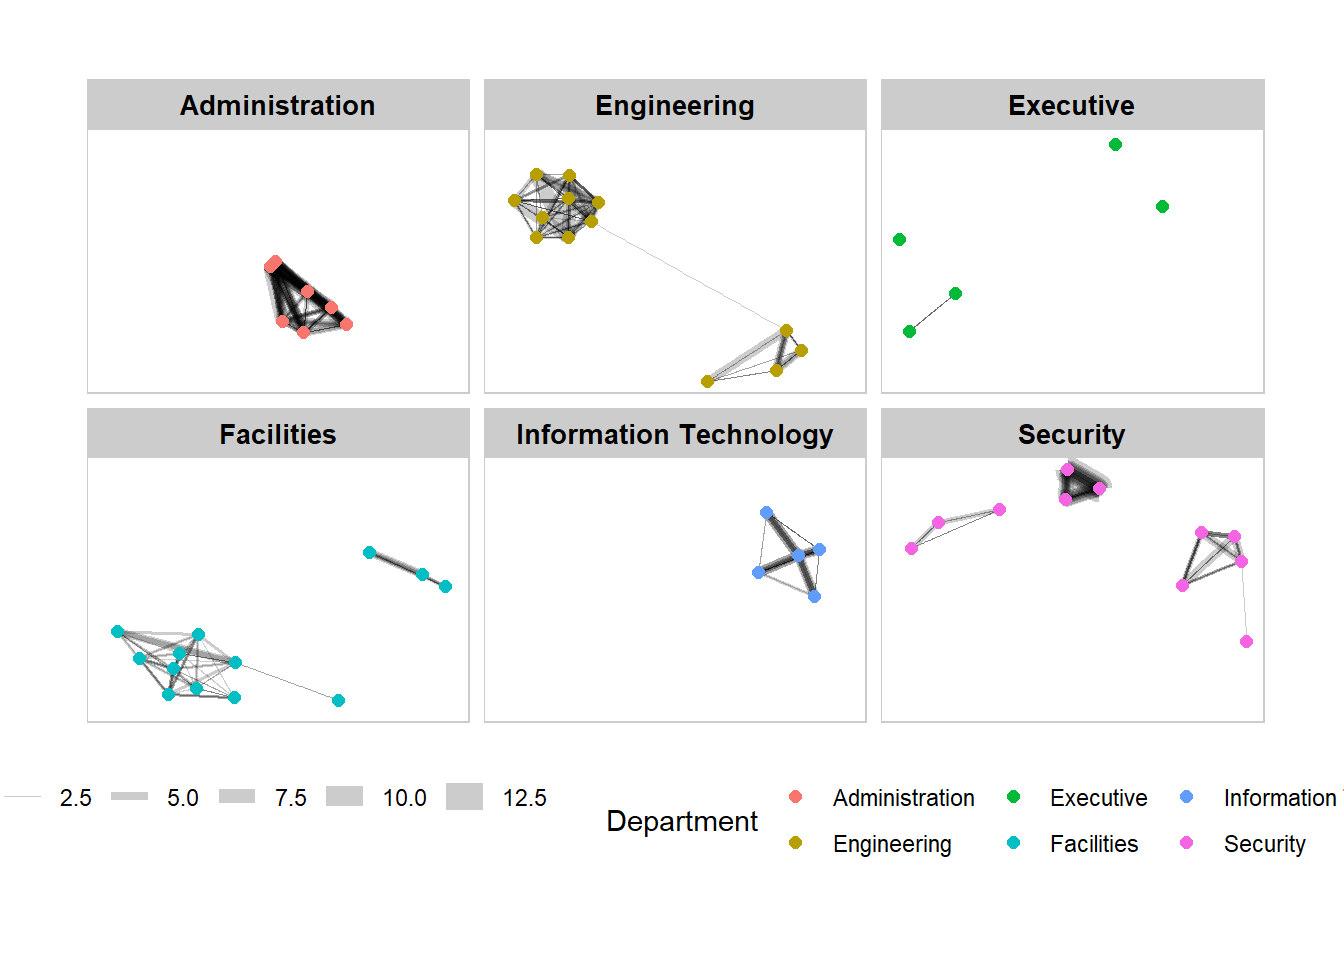 Administration
Engineering
Executive
Facilities
Information Technology
Security
2.5 5.0 7.5 10.0 12.5
Department
Administration Executive Information
Engineering Facilities Security